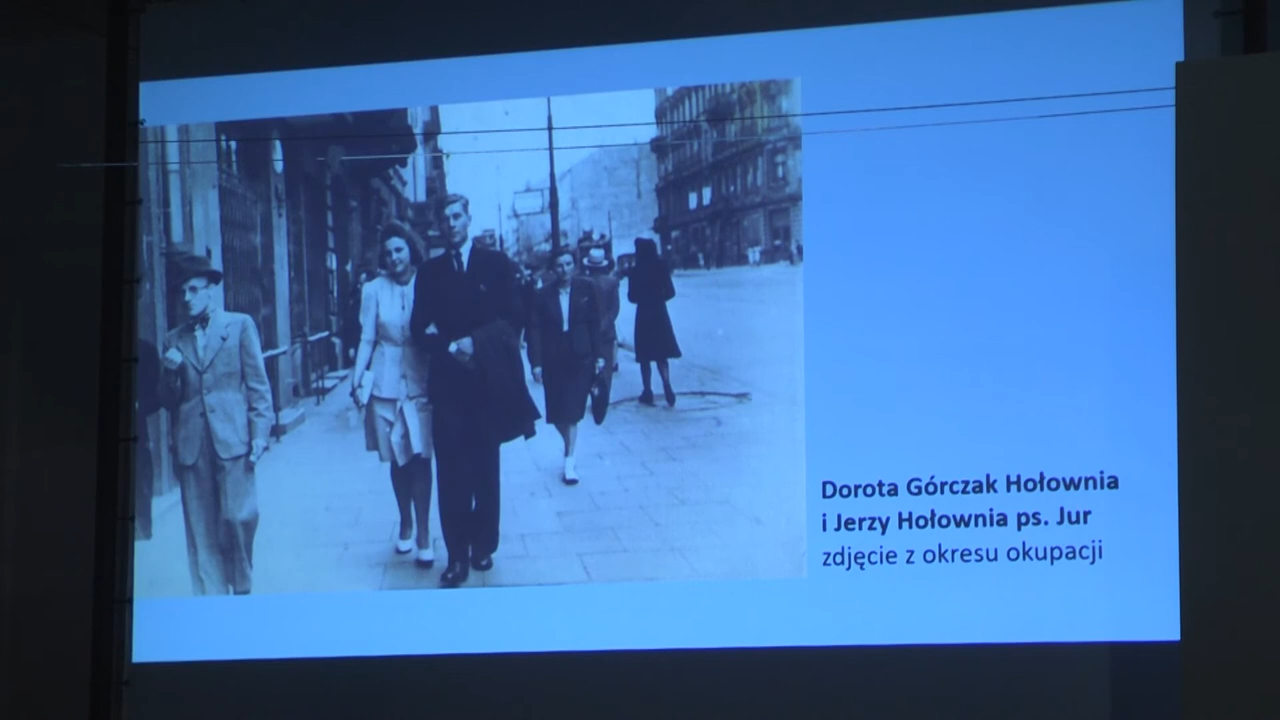 Dorota Górczak Hołownia
i Jerzy Hołownia ps. Jur
zdjęcie z okresu okupacji